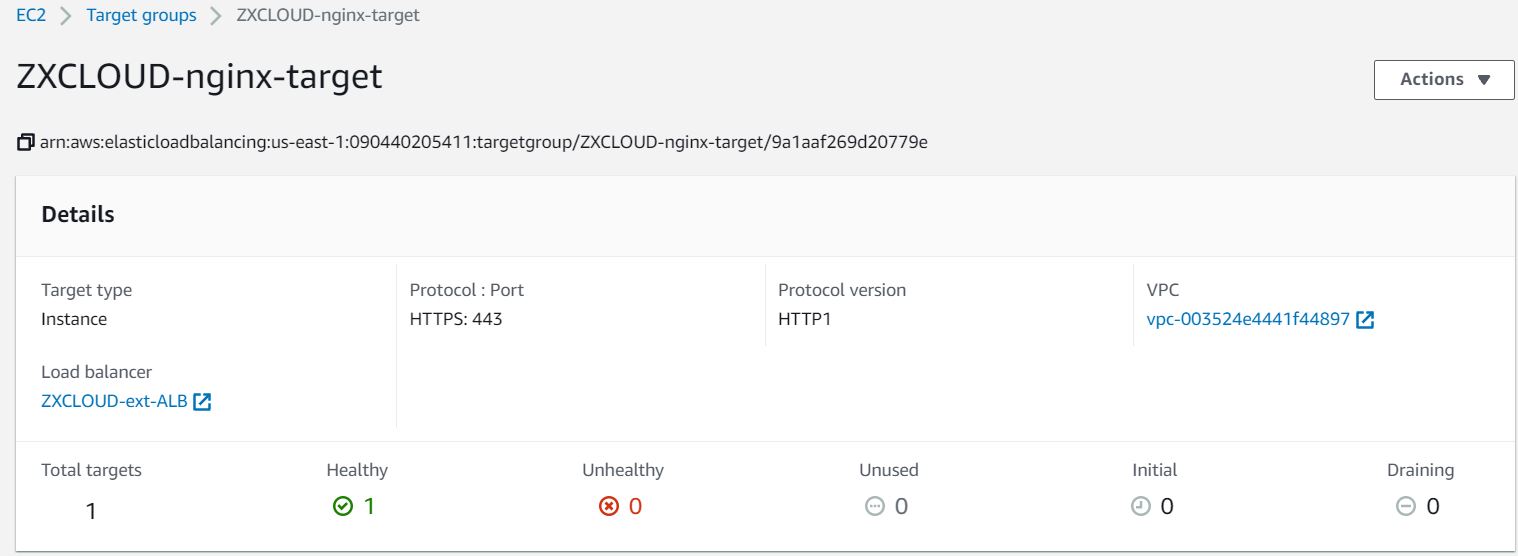 EC2 Target groups ZXCLOUD-nginx-target
ZXCLOUD-nginx-target
Actions
arn:aws:elasticloadbalancing:us-east-1:090440205411:targetgroup/ZXCLOUD-nginx-target/9a1aaf269d20779e
Details
Target type Protocol : Port Protocol version VPC
Instance HTTPS: 443 HTTP1 vpc-003524e4441f44897
Load balancer
ZXCLOUD-ext-ALB
Total targets Healthy Unhealthy Unused Initial Draining
1 1 0 0 0 0